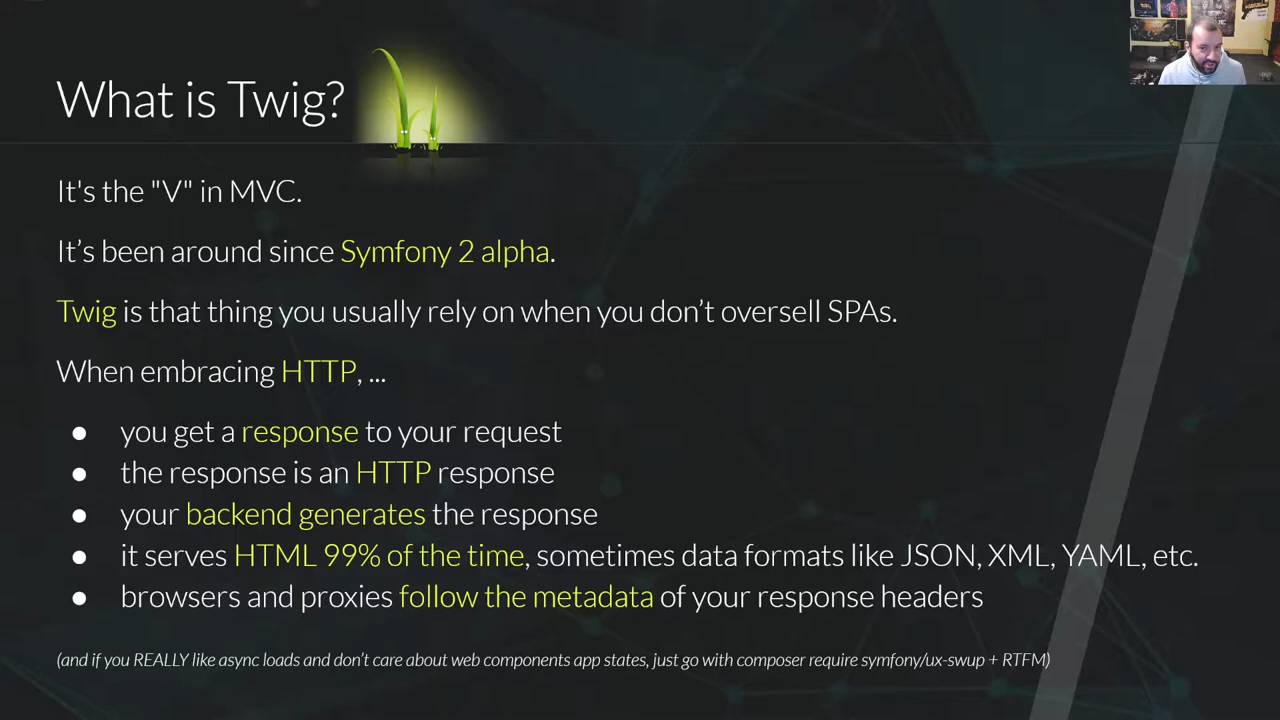 What is Twig?
It's the "V" in MVC.
It’s been around since Symfony 2 alpha.
Twig is that thing you usually rely on when you don’t oversell SPAs.
When embracing HTTP, ...
● you get a response to your request
● the response is an HTTP response
● your backend generates the response
● it serves HTML 99% of the time, sometimes data formats like JSON, XML, YAML, etc.
● browsers and proxies follow the metadata of your response headers
(and if you REALLY like async loads and don’t care about web components app states, just go with composer require symfony/ux-swup + RTFM)